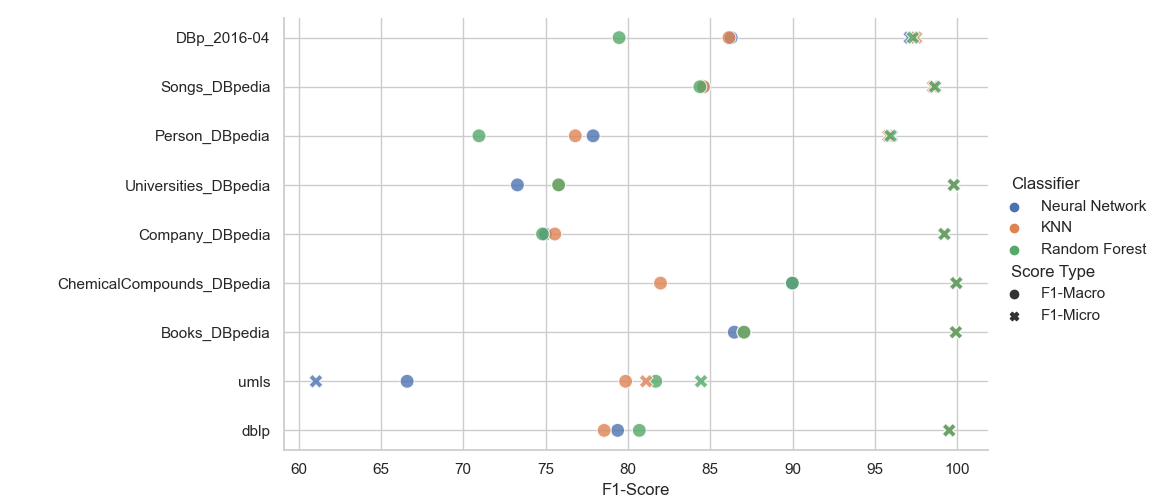 DBp_2016-04
Songs_DBpedia
Person_DBpedia
Universities_DBpedia
Company_DBpedia
ChemicalCompounds_DBpedia
Books_DBpedia
umls
dblp
60 65 70 75 80 85 90 95 100
F1-Score
Classifier
Neural Network
KNN
Random Forest
Score Type
F1-Macro
F1-Micro